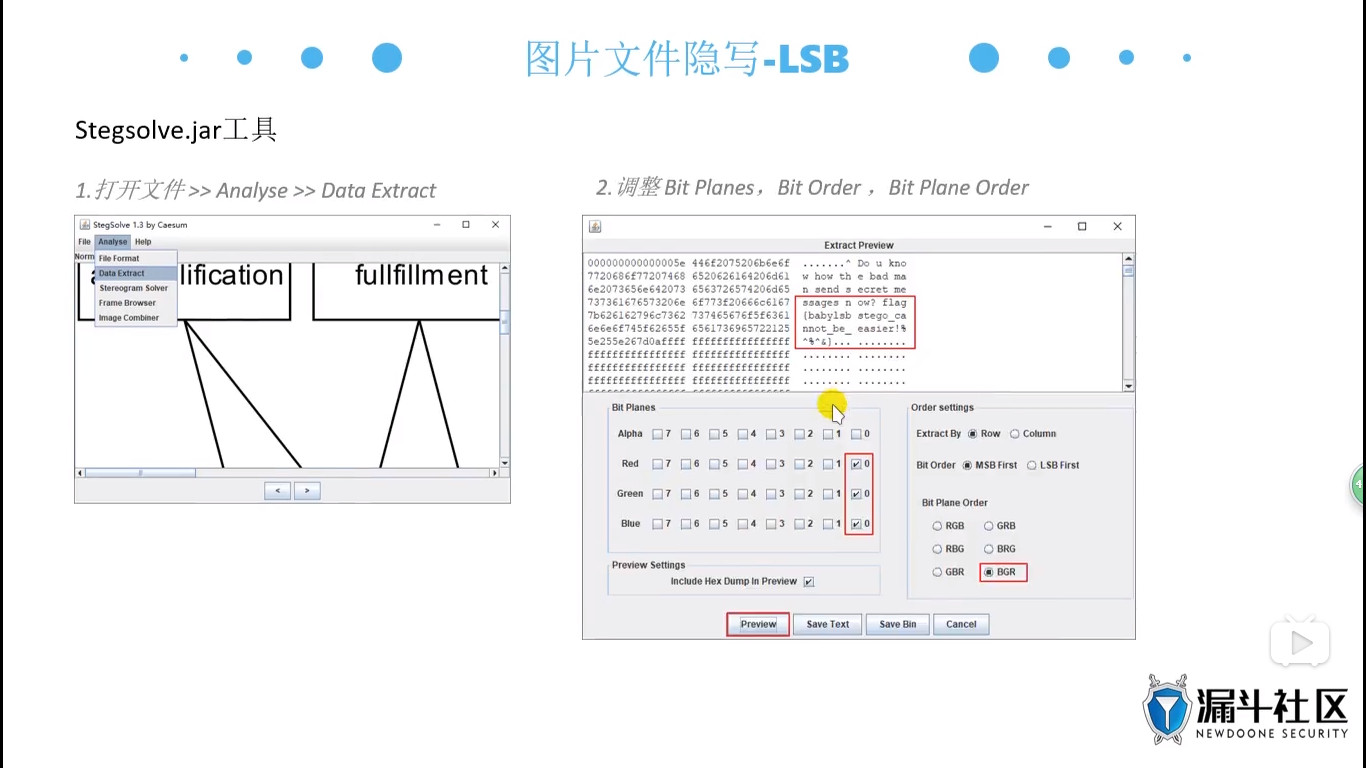 图片文件隐写-LSB
Stegsolve.jar工具
1.打开文件 >> Analyse >> Data Extract
StegSolve 1.3 by Caesum
File Analyse Help
Norm
File Format
Data Extract
Stereogram Solver
Frame Browser
Image Combiner
lification
fullfillment
< >
2.调整 Bit Planes，Bit Order ，Bit Plane Order
Extract Preview
000000000000005e 446f2075206b6e6f .......^ Do u kno
7720686f77207468 6520626164206d61 w how th e bad ma
6e2073656e642073 6563726574206d65 n send s ecret me
737361676573206e 6f773f20666c6167 ssages n ow? flag
7b626162796c7362 737465676f5f6361 {babylsb stego_ca
6e6e6f745f62655f 6561736965722125 nnot_be_ easier!%
5e255e267d0affff ffffffffffffffff ^%^&}... ........
ffffffffffffffff ffffffffffffffff ........ ........
ffffffffffffffff ffffffffffffffff ........ ........
ffffffffffffffff ffffffffffffffff ........ ........
Bit Planes
Alpha 7 6 5 4 3 2 1 0
Red 7 6 5 4 3 2 1 0
Green 7 6 5 4 3 2 1 0
Blue 7 6 5 4 3 2 1 0
Preview Settings
Include Hex Dump In Preview
Order settings
Extract By Row Column
Bit Order MSB First LSB First
Bit Plane Order
RGB GRB
RBG BRG
GBR BGR
Preview Save Text Save Bin Cancel
漏斗社区
NEWDOONE SECURITY